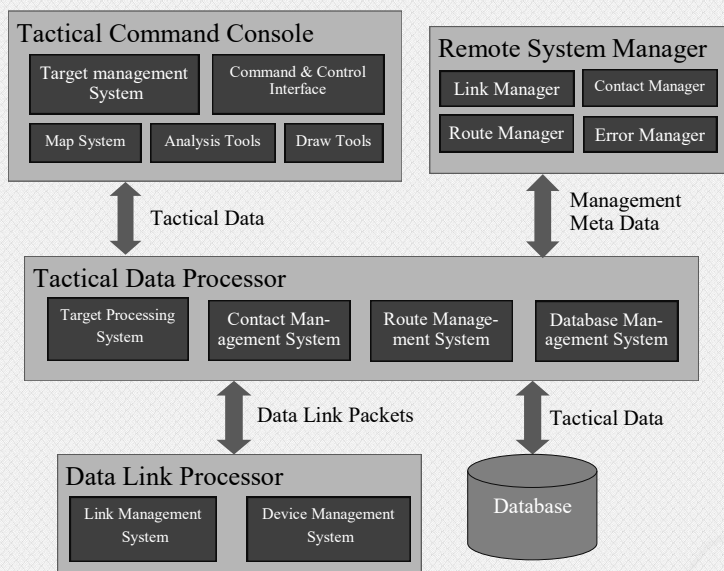 Tactical Command Console
Target management
System
Command & Control
Interface
Map System
Analysis Tools
Draw Tools
Remote System Manager
Link Manager
Contact Manager
Route Manager
Error Manager
Tactical Data
Management
Meta Data
Tactical Data Processor
Target Processing
System
Contact Man-
agement System
Route Manage-
ment System
Database Man-
agement System
Data Link Packets
Tactical Data
Data Link Processor
Link Management
System
Device Management
System
Database